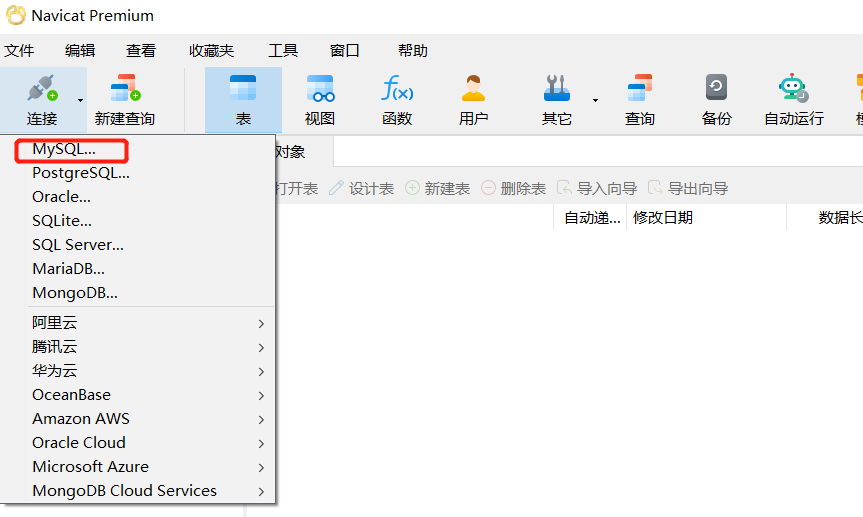 Navicat Premium
文件 编辑 查看 收藏夹 工具 窗口 帮助
连接 新建查询 表 视图 函数 用户 其它 查询 备份 自动运行
MySQL...
对象
PostgreSQL...
打开表 设计表 新建表 删除表 导入向导 导出向导
Oracle...
自动递... 修改日期 数据长
SQLite...
SQL Server...
MariaDB...
MongoDB...
阿里云
腾讯云
华为云
OceanBase
Amazon AWS
Oracle Cloud
Microsoft Azure
MongoDB Cloud Services